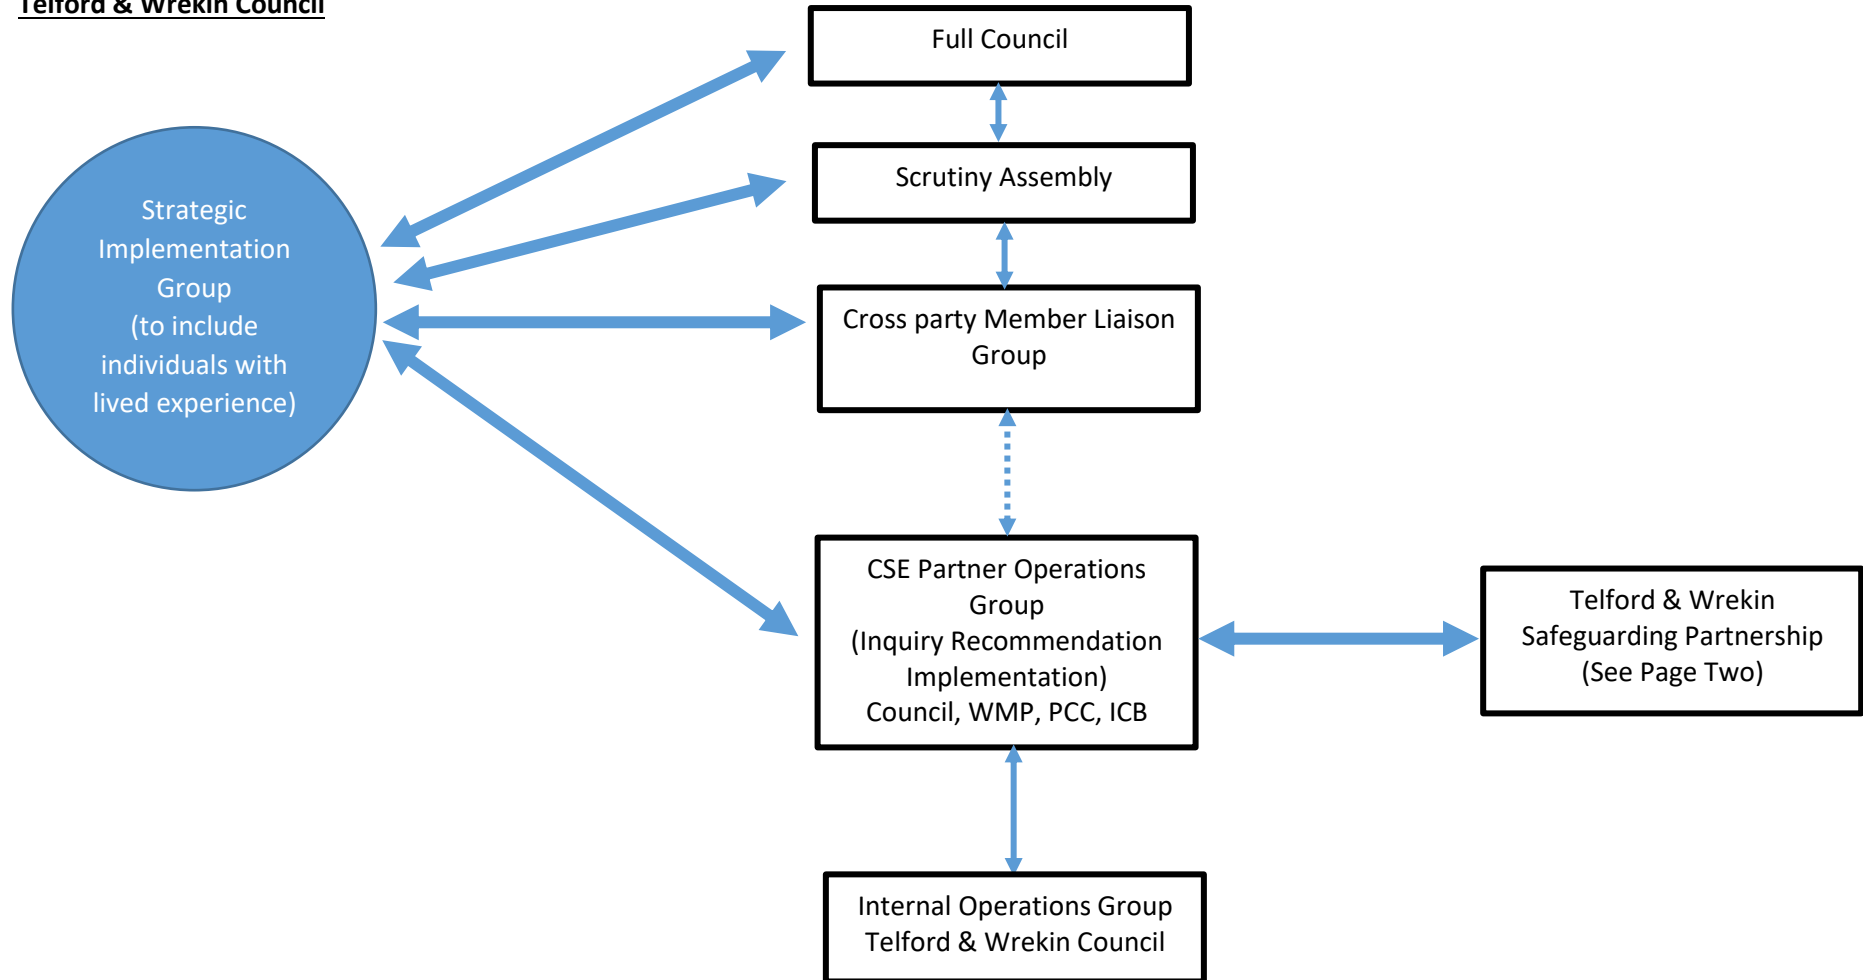 Telford & Wrekin Council
Full Council
Scrutiny Assembly
Strategic
Implementation
Group
(to include
individuals with
lived experience)
Cross party Member Liaison
Group
CSE Partner Operations
Group
(Inquiry Recommendation
Implementation)
Council, WMP, PCC, ICB
Telford & Wrekin
Safeguarding Partnership
(See Page Two)
Internal Operations Group
Telford & Wrekin Council